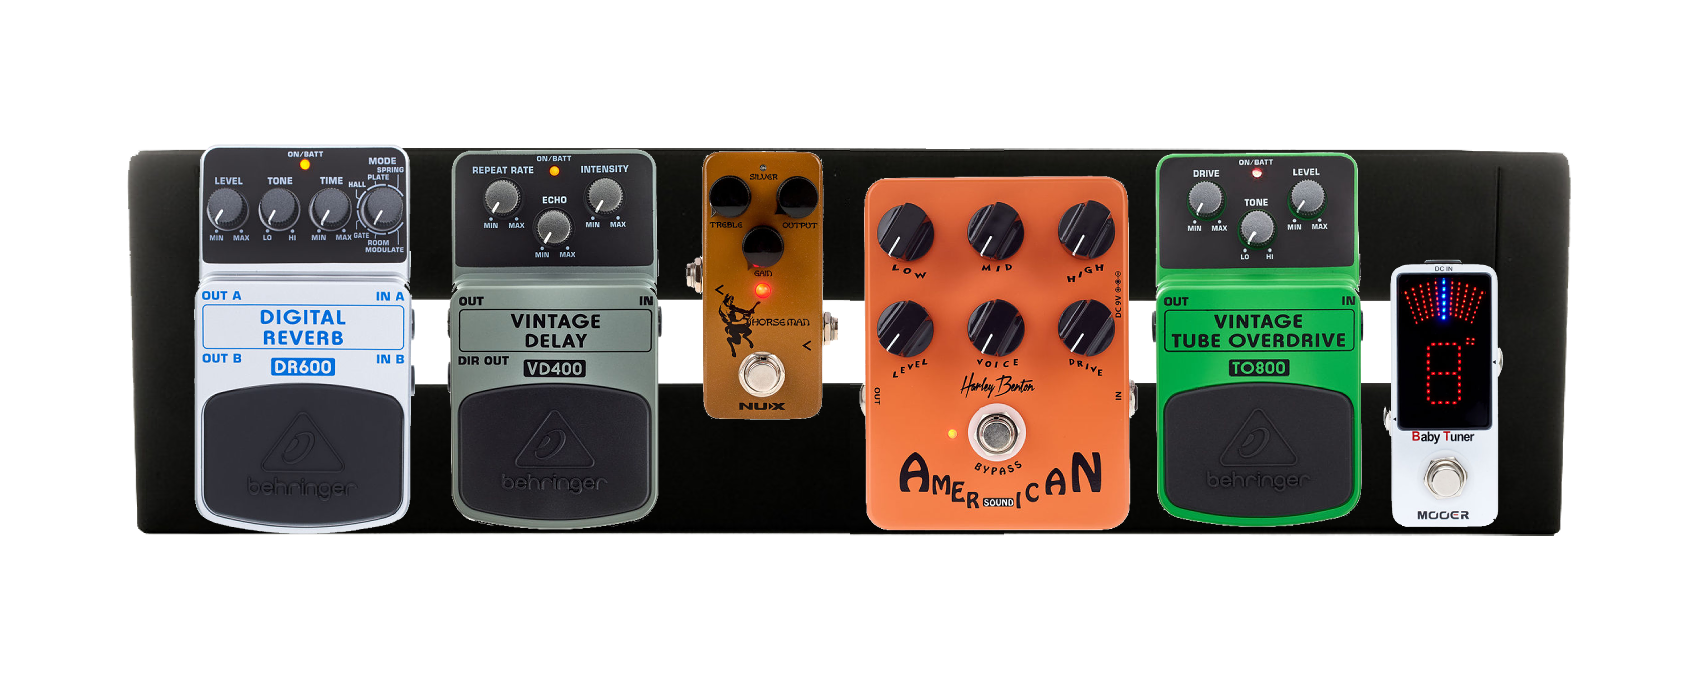 ON/BATT
MODE
SPRING
PLATE
HALL
LEVEL TONE TIME
MIN MAX LO HI MIN MAX GATE
ROOM
MODULATE
OUT A IN A
DIGITAL
REVERB
OUT B IN B
DR600
behringer
ON/BATT
REPEAT RATE INTENSITY
ECHO
MIN MAX MIN MAX
MIN MAX
OUT IN
VINTAGE
DELAY
DIR OUT
VD400
behringer
SILVER
TREBLE OUTPUT
GAIN
HORSEMAN
NUX
LOW MID HIGH
DC 9V
LEVEL VOICE DRIVE
OUT
IN
Harley Benton
BYPASS
AMERICAN
SOUND
ON/BATT
DRIVE LEVEL
TONE
MIN MAX MIN MAX
LO HI
OUT IN
VINTAGE
TUBE OVERDRIVE
TO800
behringer
DC IN
8
Baby Tuner
MOOER